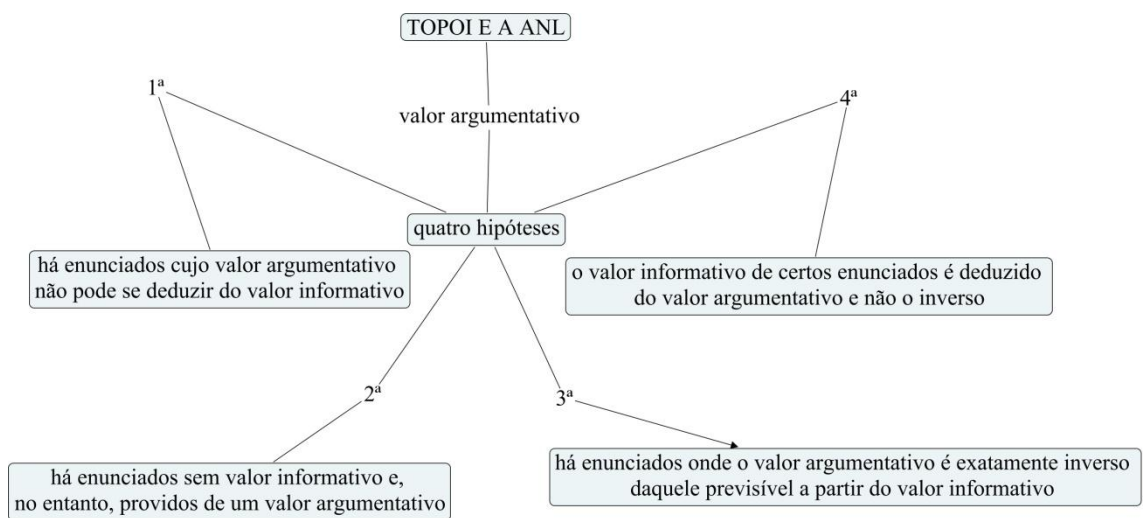 TOPOI E A ANL
valor argumentativo
quatro hipóteses
1ª
há enunciados cujo valor argumentativo
não pode se deduzir do valor informativo
2ª
há enunciados sem valor informativo e,
no entanto, providos de um valor argumentativo
3ª
há enunciados onde o valor argumentativo é exatamente inverso
daquele previsível a partir do valor informativo
4ª
o valor informativo de certos enunciados é deduzido
do valor argumentativo e não o inverso